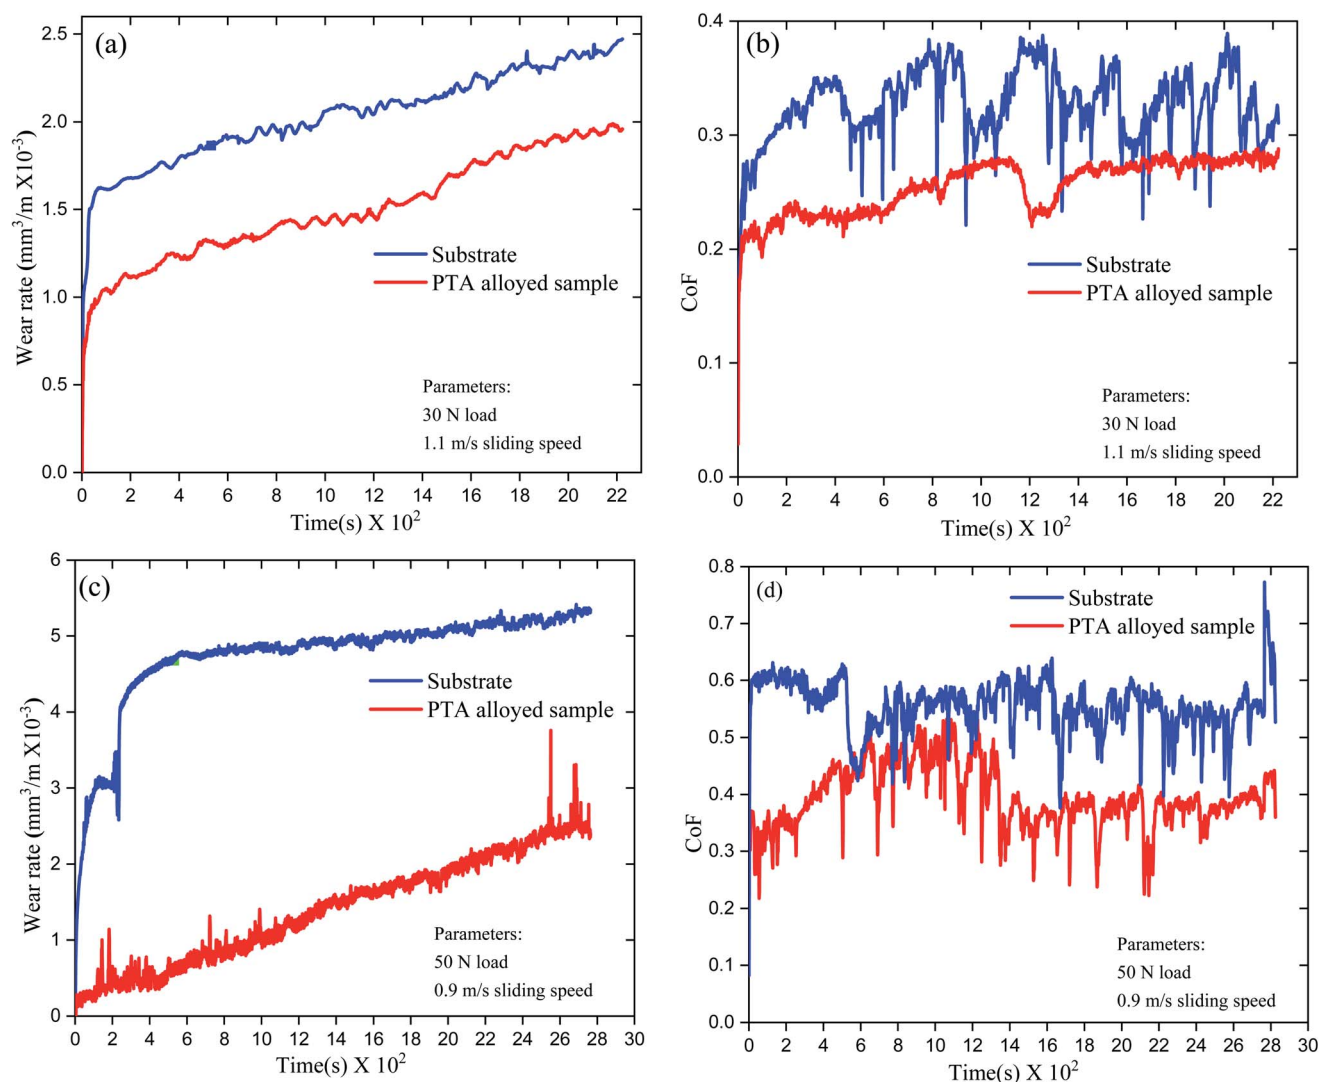 (a)
Wear rate (mm³/m X10⁻³)
2.5
2.0
1.5
1.0
0.5
0.0
Substrate
PTA alloyed sample
Parameters:
30 N load
1.1 m/s sliding speed
0 2 4 6 8 10 12 14 16 18 20 22
Time(s) X 10²
(b)
CoF
0.4
0.3
0.2
0.1
0.0
Substrate
PTA alloyed sample
Parameters:
30 N load
1.1 m/s sliding speed
0 2 4 6 8 10 12 14 16 18 20 22
Time(s) X 10²
(c)
Wear rate (mm³/m X10⁻³)
6
5
4
3
2
1
0
Substrate
PTA alloyed sample
Parameters:
50 N load
0.9 m/s sliding speed
0 2 4 6 8 10 12 14 16 18 20 22 24 26 28 30
Time(s) X 10²
(d)
CoF
0.8
0.7
0.6
0.5
0.4
0.3
0.2
0.1
0.0
Substrate
PTA alloyed sample
Parameters:
50 N load
0.9 m/s sliding speed
0 2 4 6 8 10 12 14 16 18 20 22 24 26 28 30
Time(s) X 10²